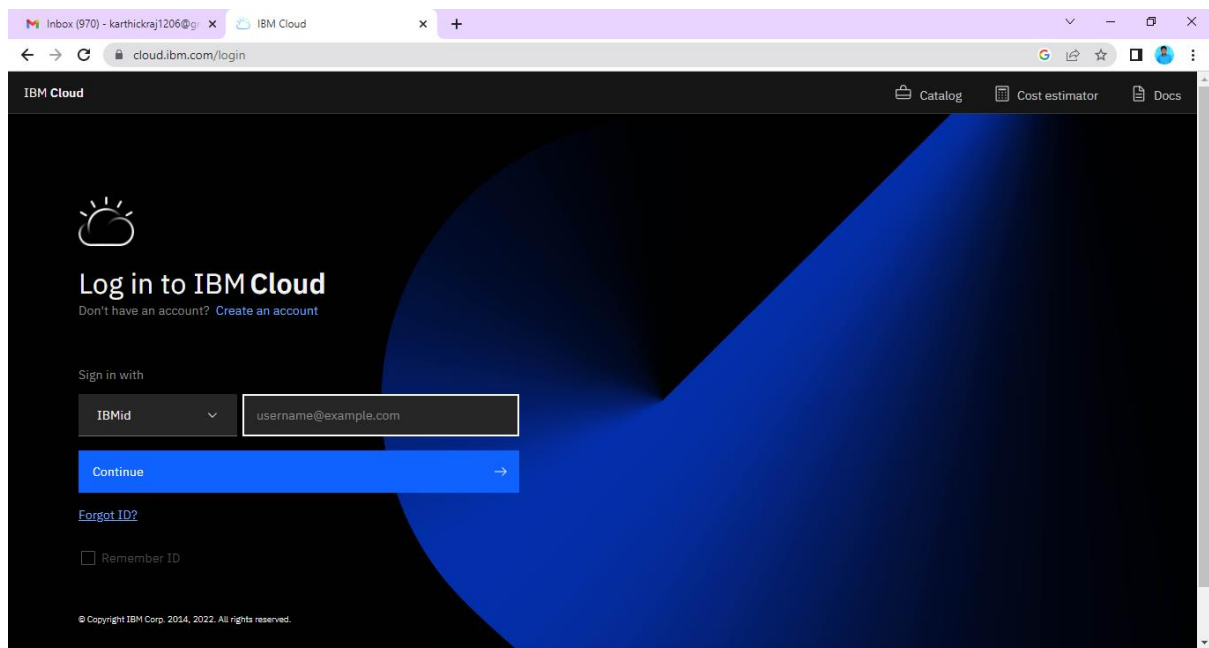 Inbox (970) - karthickraj1206@g
IBM Cloud
cloud.ibm.com/login
IBM Cloud
Catalog
Cost estimator
Docs
Log in to IBM Cloud
Don't have an account? Create an account
Sign in with
IBMid
username@example.com
Continue
Forgot ID?
Remember ID
© Copyright IBM Corp. 2014, 2022. All rights reserved.